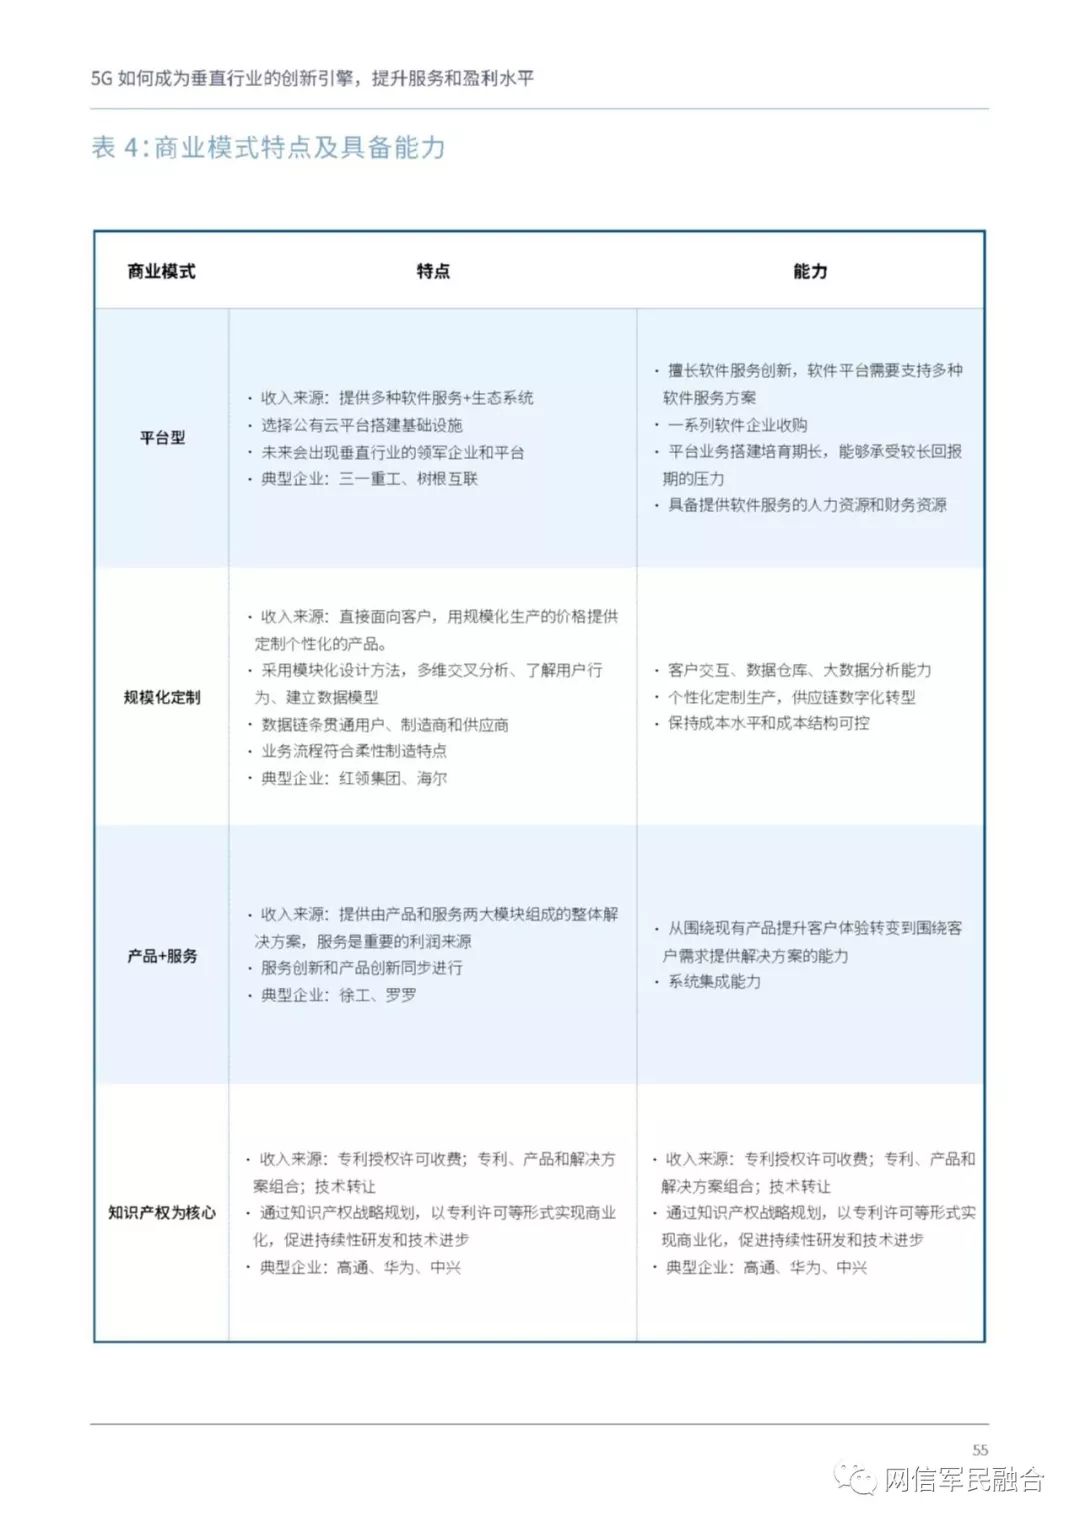 5G 如何成为垂直行业的创新引擎，提升服务和盈利水平
表 4：商业模式特点及具备能力
商业模式
特点
能力
平台型
· 收入来源：提供多种软件服务+生态系统
· 选择公有云平台搭建基础设施
· 未来会出现垂直行业的领军企业和平台
· 典型企业：三一重工、树根互联
· 擅长软件服务创新，软件平台需要支持多种
软件服务方案
· 一系列软件企业收购
· 平台业务搭建培育期长，能够承受较长回报
期的压力
· 具备提供软件服务的人力资源和财务资源
规模化定制
· 收入来源：直接面向客户，用规模化生产的价格提供
定制个性化的产品。
· 采用模块化设计方法，多维交叉分析、了解用户行
为、建立数据模型
· 数据链条贯通用户、制造商和供应商
· 业务流程符合柔性制造特点
· 典型企业：红领集团、海尔
· 客户交互、数据仓库、大数据分析能力
· 个性化定制生产，供应链数字化转型
· 保持成本水平和成本结构可控
产品+服务
· 收入来源：提供由产品和服务两大模块组成的整体解
决方案，服务是重要的利润来源
· 服务创新和产品创新同步进行
· 典型企业：徐工、罗罗
· 从围绕现有产品提升客户体验转变到围绕客
户需求提供解决方案的能力
· 系统集成能力
知识产权为核心
· 收入来源：专利授权许可收费；专利、产品和解决方
案组合；技术转让
· 通过知识产权战略规划，以专利许可等形式实现商业
化，促进持续性研发和技术进步
· 典型企业：高通、华为、中兴
· 收入来源：专利授权许可收费；专利、产品和
解决方案组合；技术转让
· 通过知识产权战略规划，以专利许可等形式实
现商业化，促进持续性研发和技术进步
· 典型企业：高通、华为、中兴
55
网信军民融合